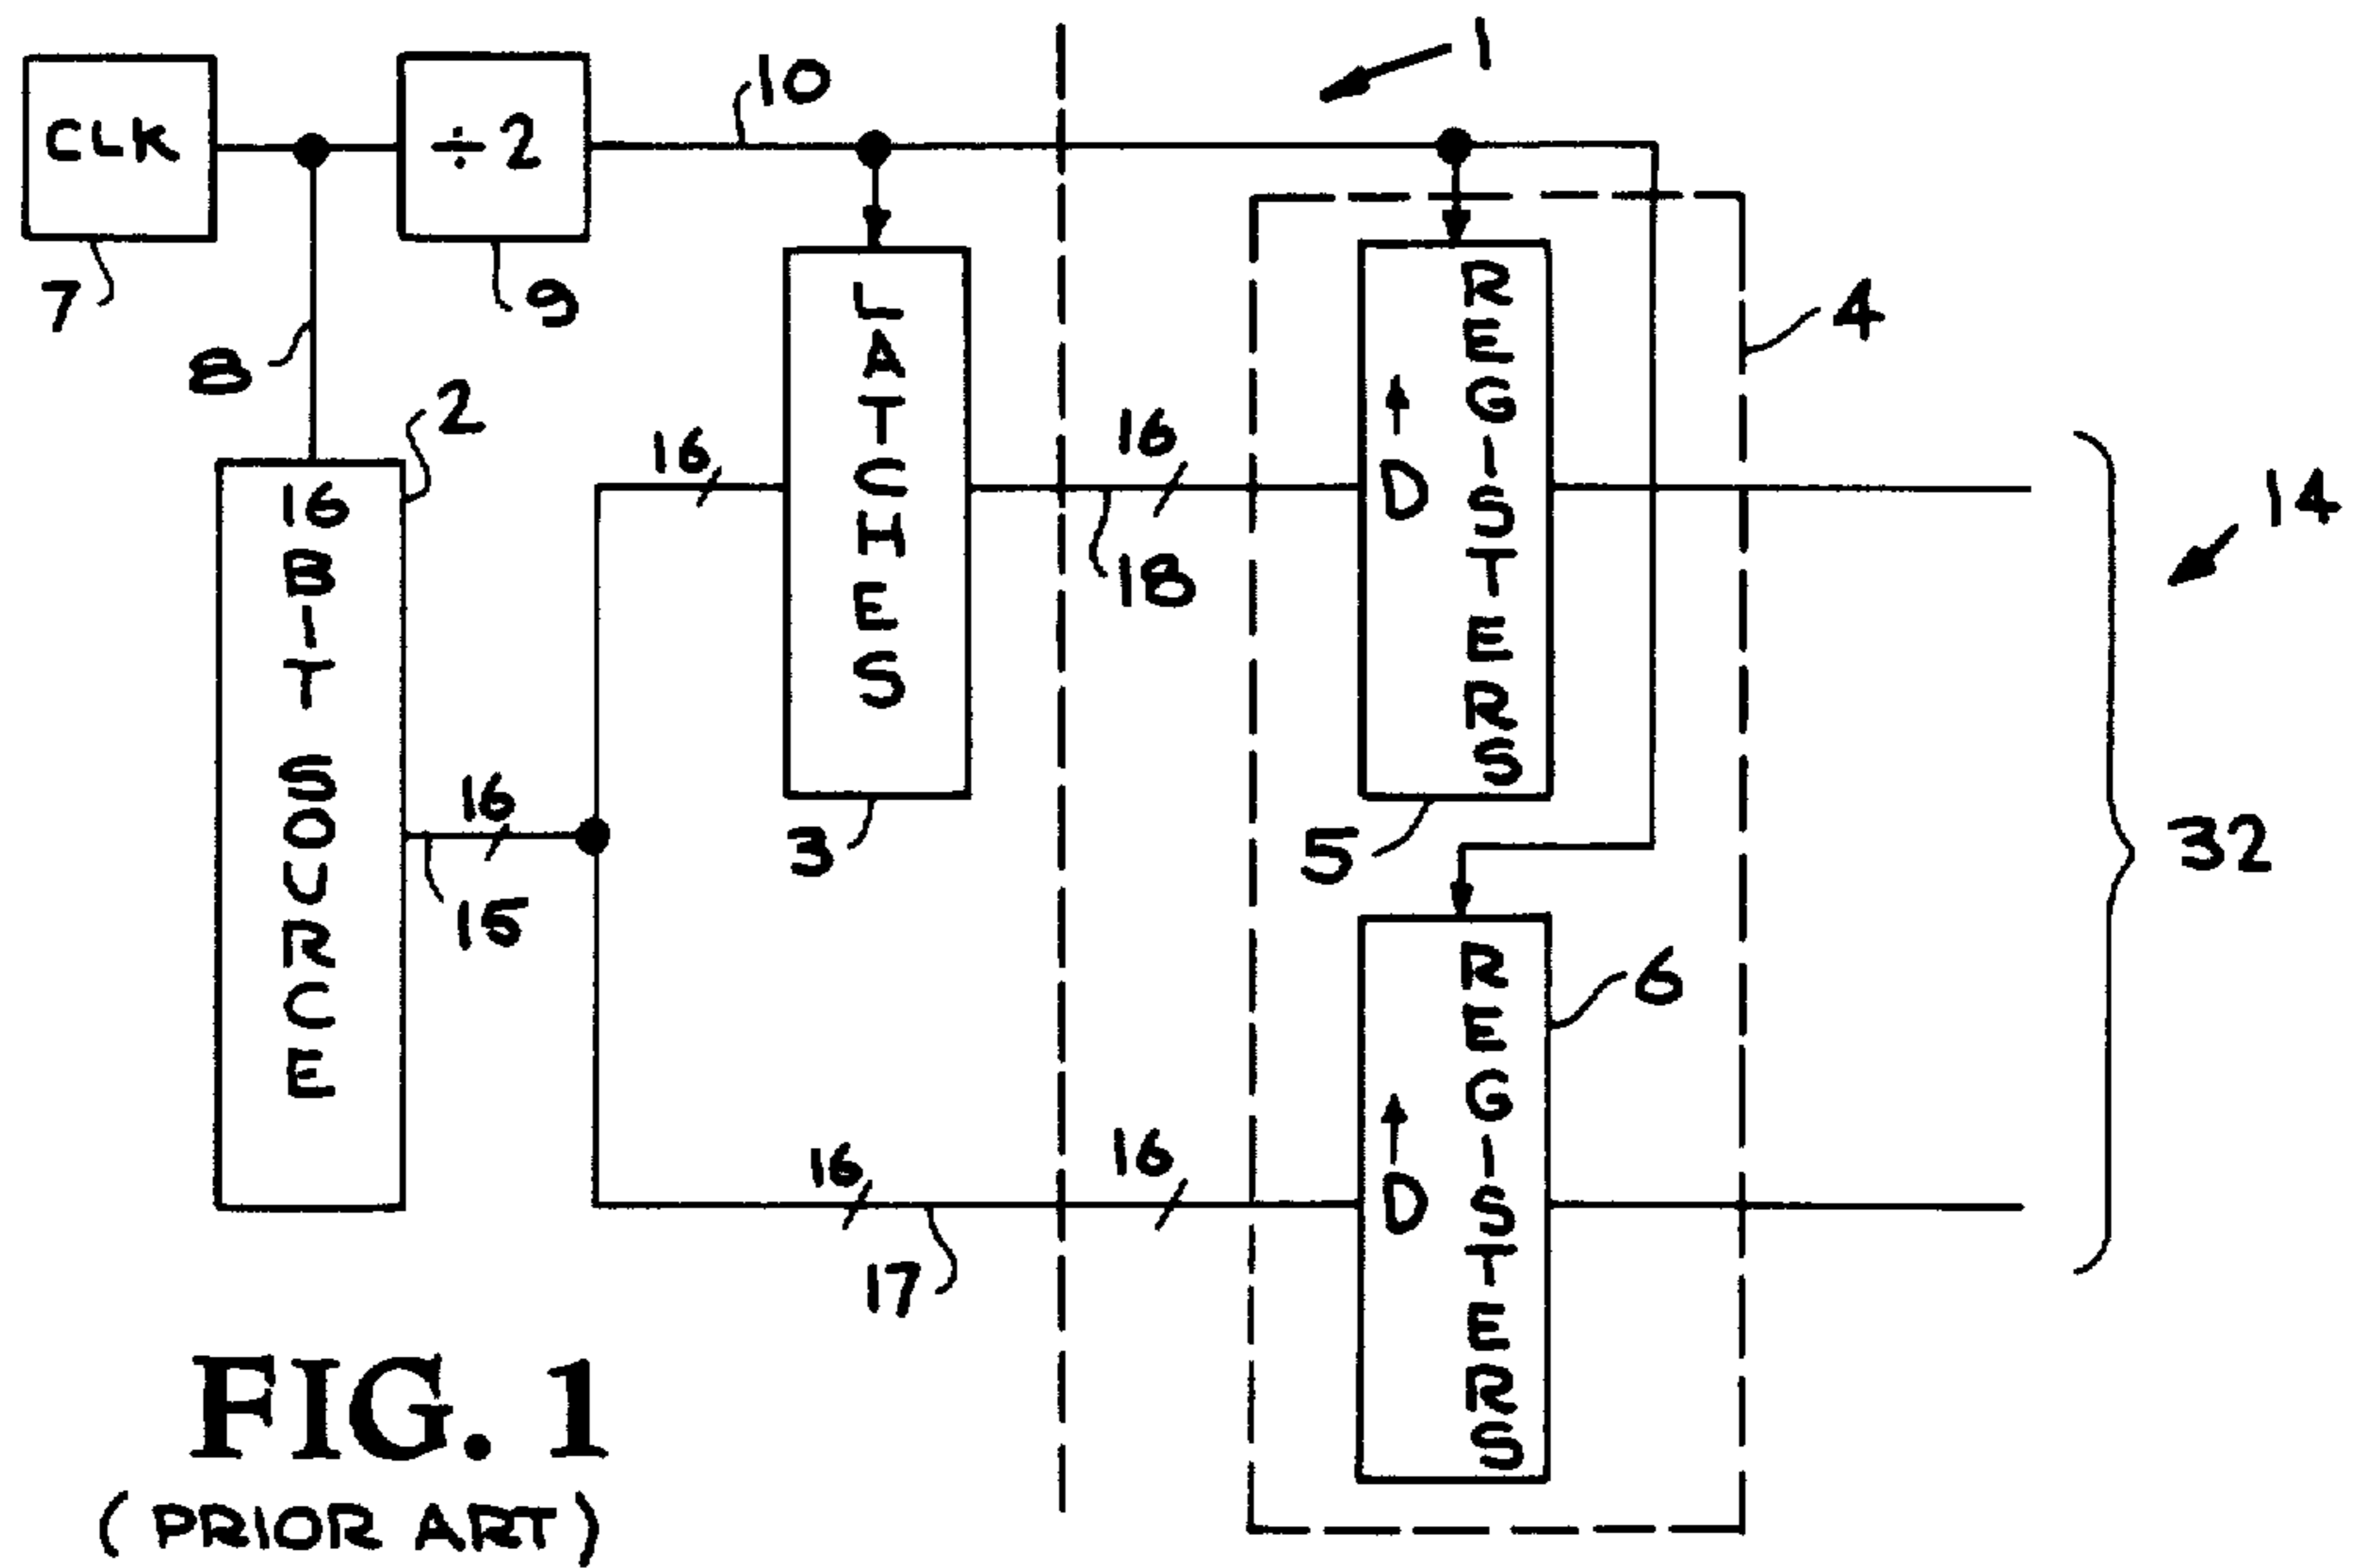 1
CLK
÷2
10
7
9
8
4
2
LATCHES
REGISTERS
D
16
16
18
14
16 BIT SOURCE
16
15
3
5
32
REGISTERS
D
6
16
16
17
FIG. 1
(PRIOR ART)